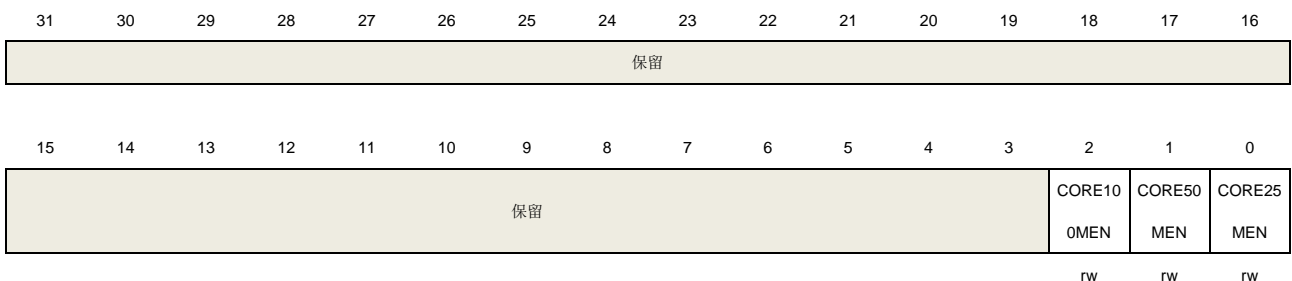 31 30 29 28 27 26 25 24 23 22 21 20 19 18 17 16
保留
15 14 13 12 11 10 9 8 7 6 5 4 3 2 1 0
保留
CORE10 CORE50 CORE25
0MEN MEN MEN
rw rw rw